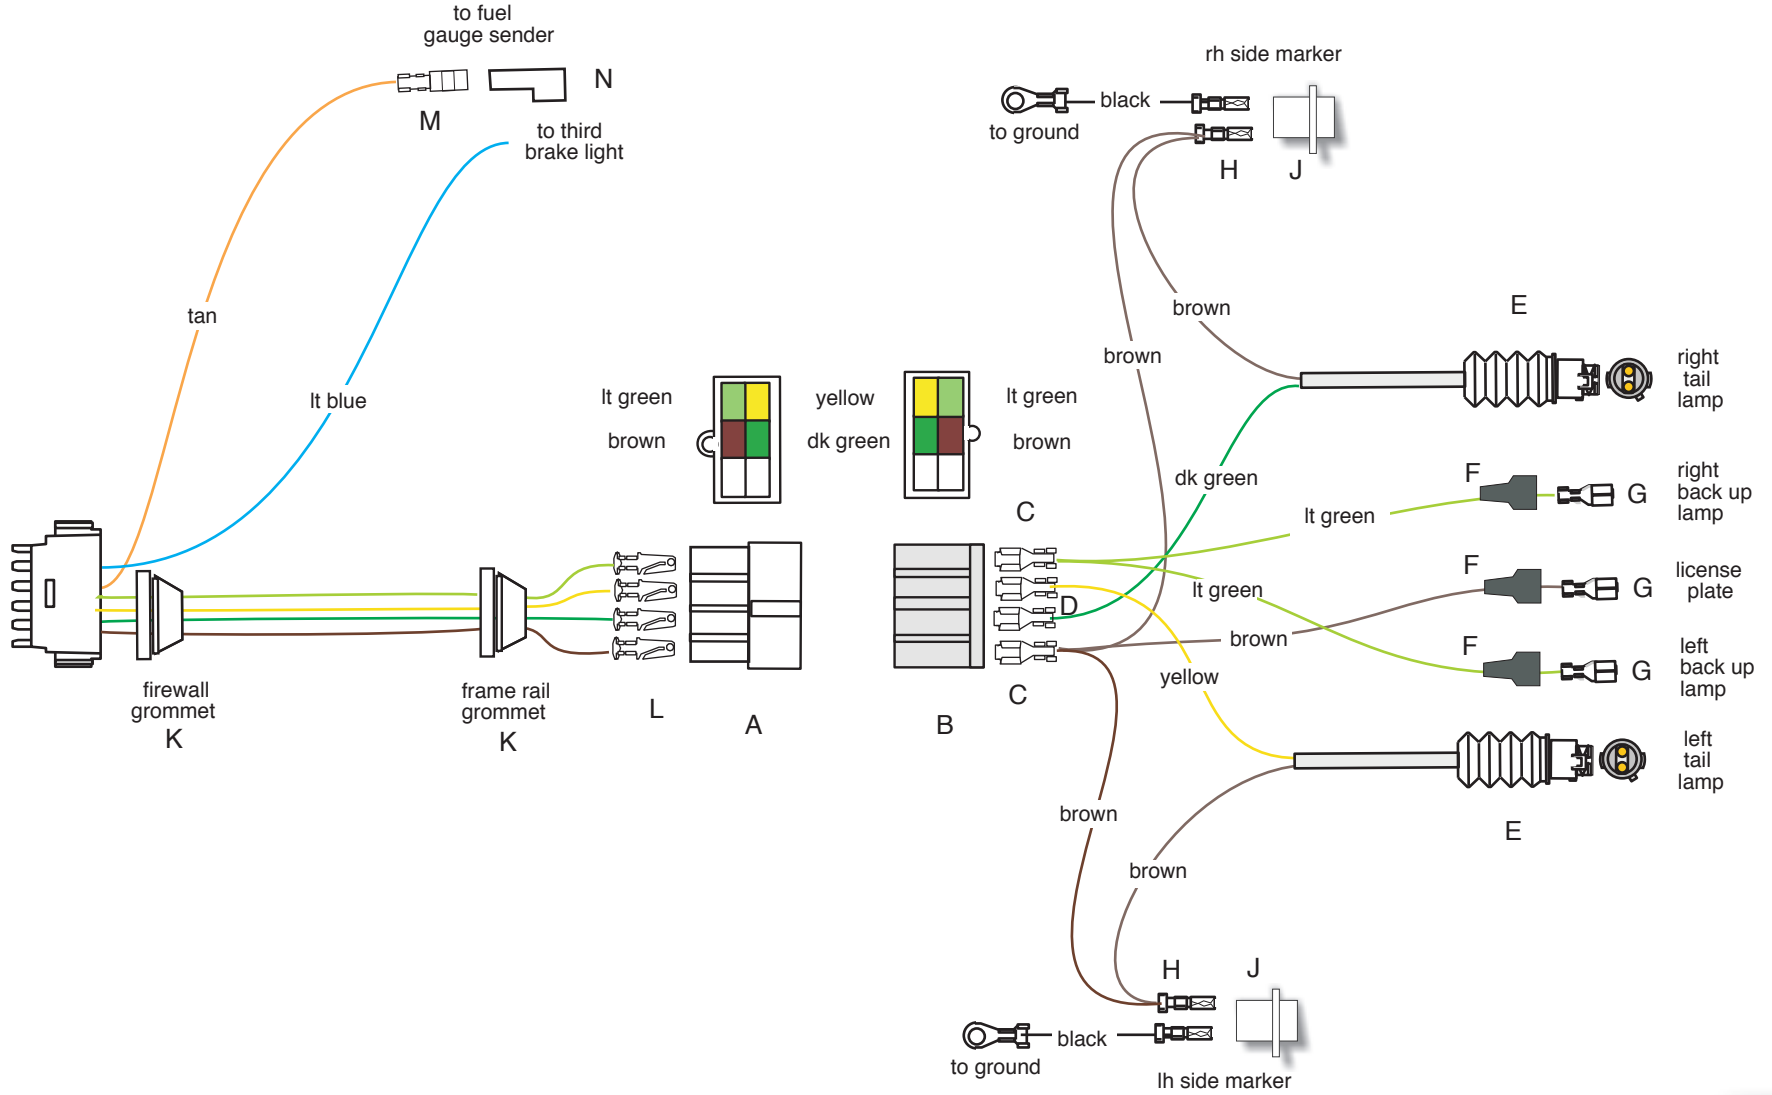 to fuel
gauge sender
N
M
to third
brake light
rh side marker
black
to ground
H
J
tan
lt blue
brown
brown
E
right
tail
lamp
lt green
yellow
lt green
brown
dk green
brown
dk green
C
lt green
F
G
right
back up
lamp
D
lt green
F
G
license
plate
brown
F
G
left
back up
lamp
yellow
C
firewall
grommet
K
frame rail
grommet
K
L
A
B
left
tail
lamp
E
brown
brown
H
J
black
to ground
lh side marker